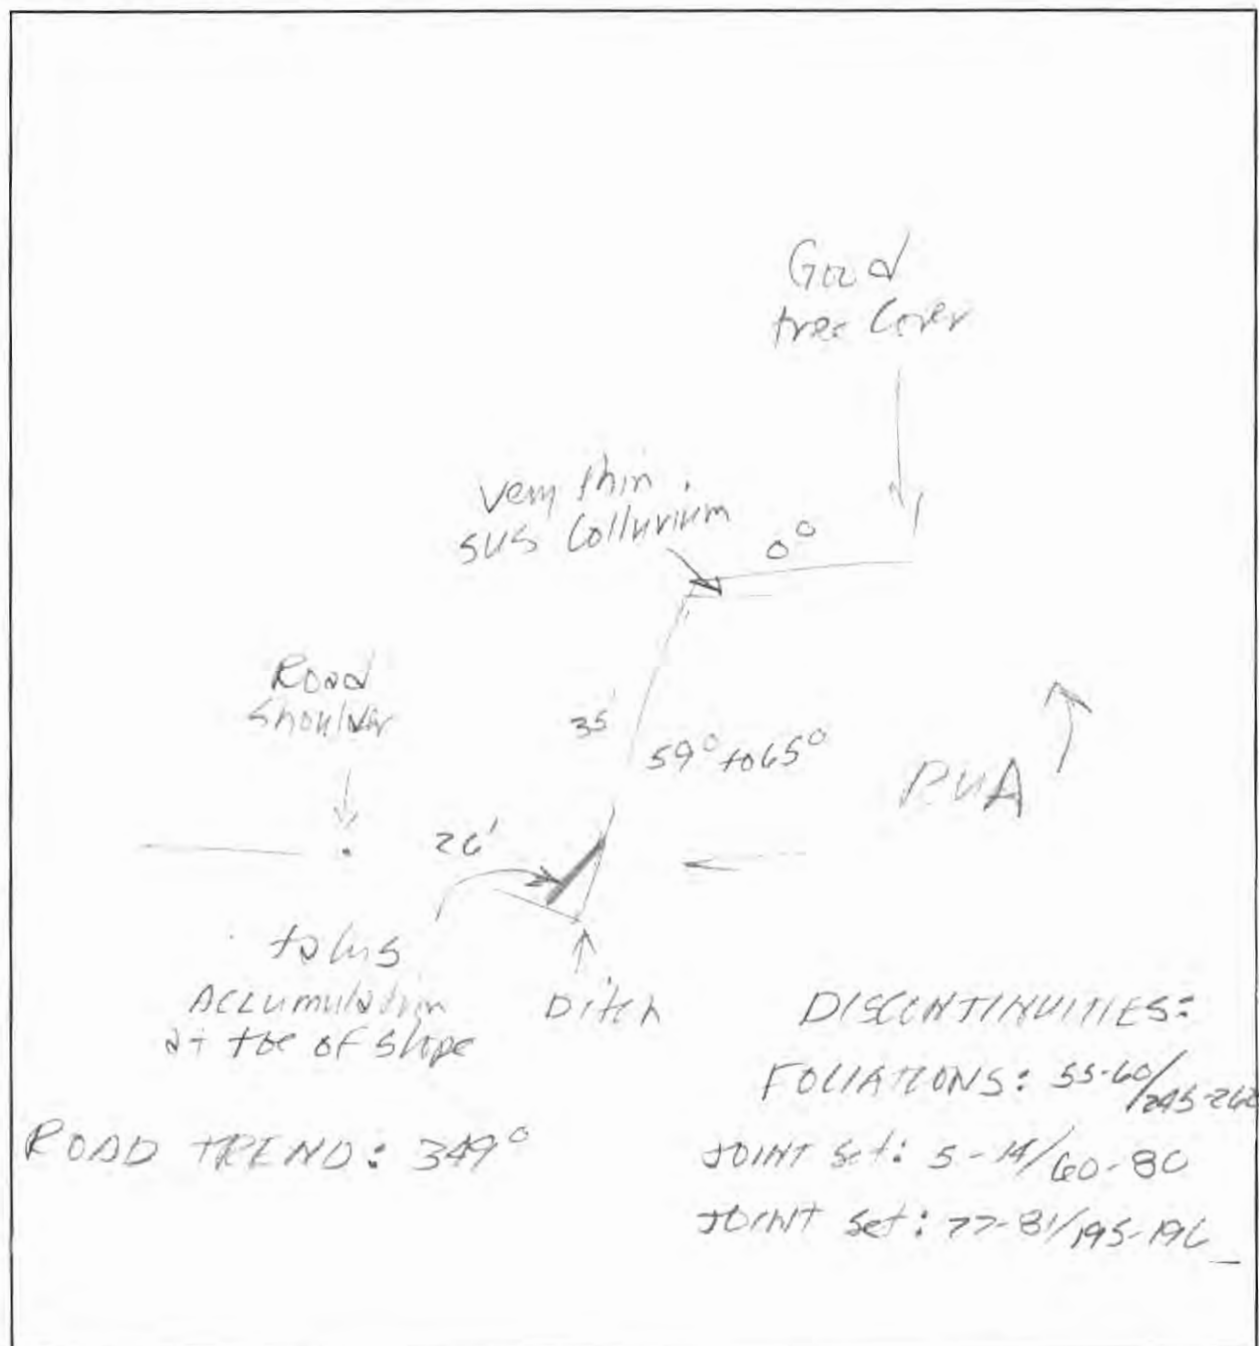 Good
tree Cover
Very thin
SUS Colluvium
0°
Road
Shoulder
35'
59° to 65°
26'
talus
Accumulation
at toe of Slope
Ditch
DISCONTINUITIES:
FOLIATIONS: 55-60/245-260
ROAD TREND: 349°
JOINT Set: 5-14/60-80
JOINT Set: 77-81/195-196